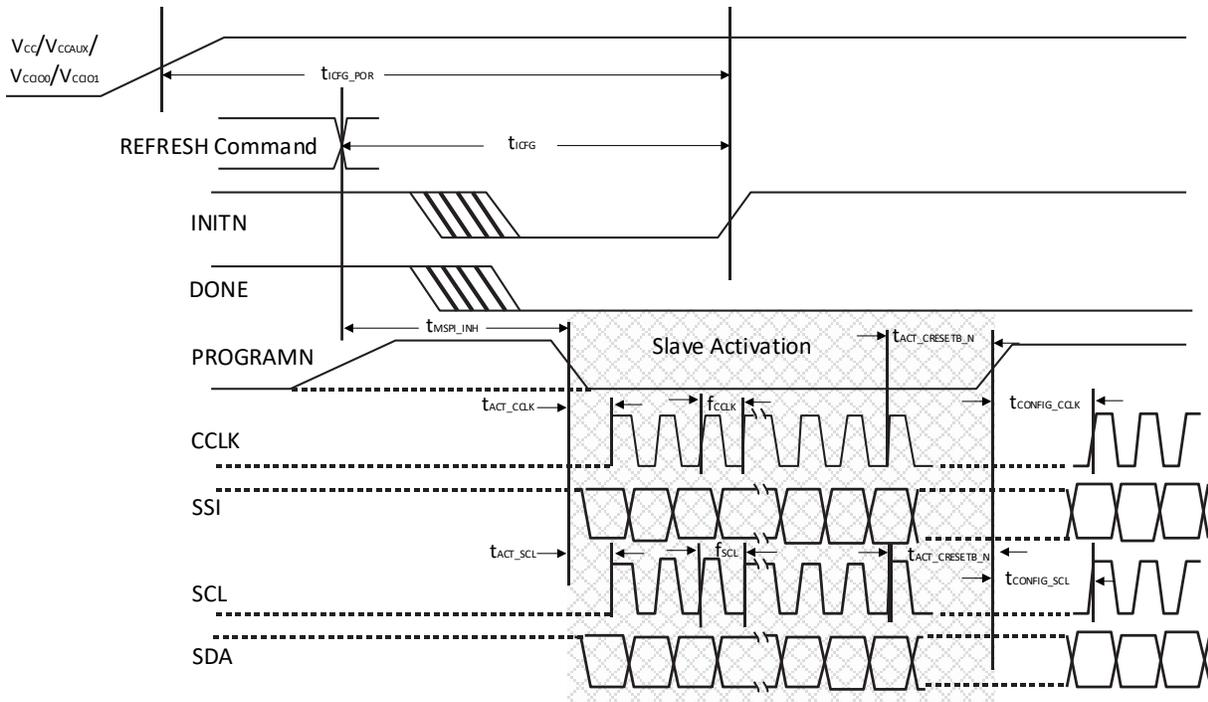 VCC/VCCAUX/
VCCIO0/VCCIO1
tICFG_POR
REFRESH Command
tICFG
INITN
DONE
tMSPI_INH
PROGRAMN
Slave Activation
tACT_CRESETB_N
tACT_CCLK
fCCLK
tCONFIG_CCLK
CCLK
SSI
tACT_SCL
fSCL
tACT_CRESETB_N
tCONFIG_SCL
SCL
SDA